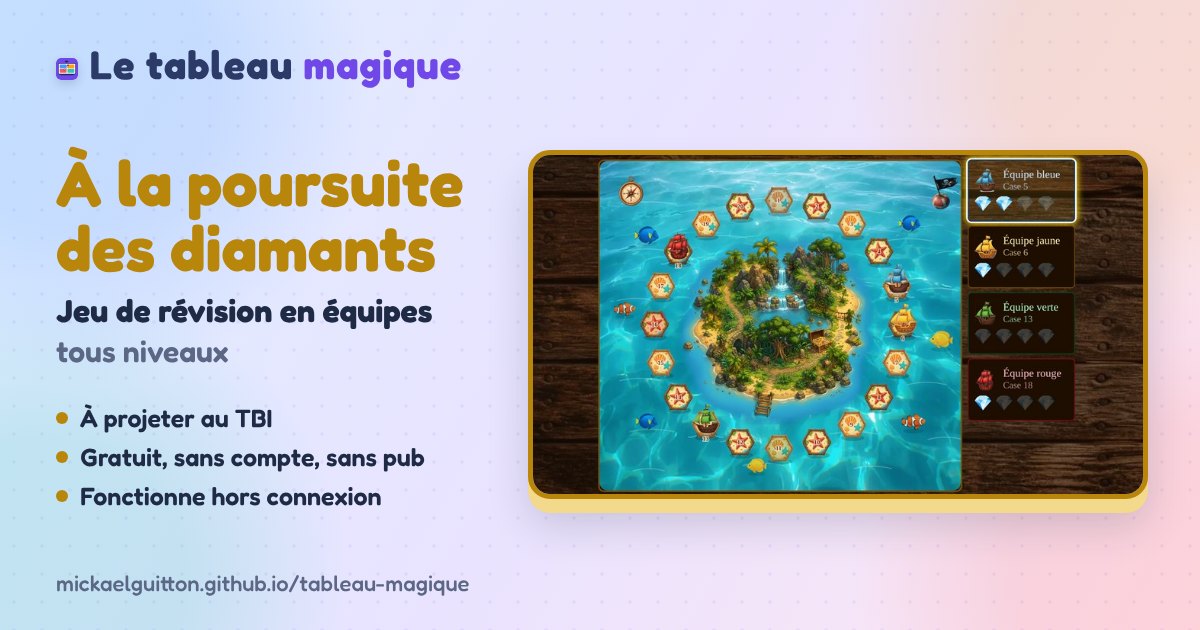 Le tableau magique
À la poursuite
des diamants
Jeu de révision en équipes
tous niveaux
À projeter au TBI
Gratuit, sans compte, sans pub
Fonctionne hors connexion
mickaelguitton.github.io/tableau-magique
Équipe bleue
Case 5
Équipe jaune
Case 6
Équipe verte
Case 13
Équipe rouge
Case 18